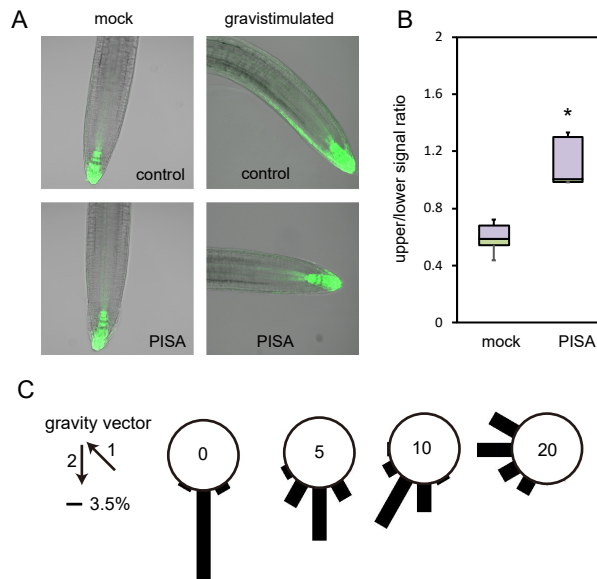 A
mock
gravistimulated
control
control
PISA
PISA
B
upper/lower signal ratio
2
1.6
1.2
0.8
0.4
0
*
mock
PISA
C
gravity vector
2
1
3.5%
0
5
10
20